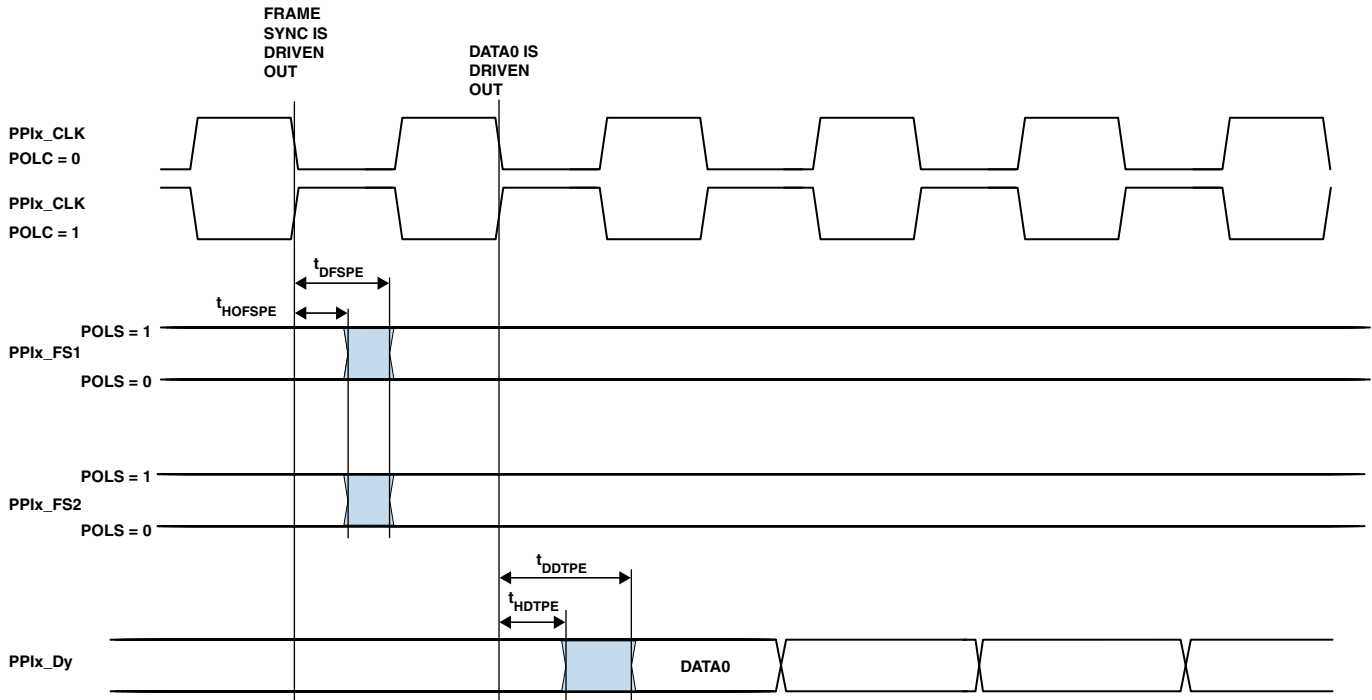 FRAME
SYNC IS
DRIVEN
OUT
DATA0 IS
DRIVEN
OUT
PPIx_CLK
POLC = 0
PPIx_CLK
POLC = 1
tDFSPE
tHOFSPE
POLS = 1
PPIx_FS1
POLS = 0
POLS = 1
PPIx_FS2
POLS = 0
tDDTPE
tHDTPE
PPIx_Dy
DATA0